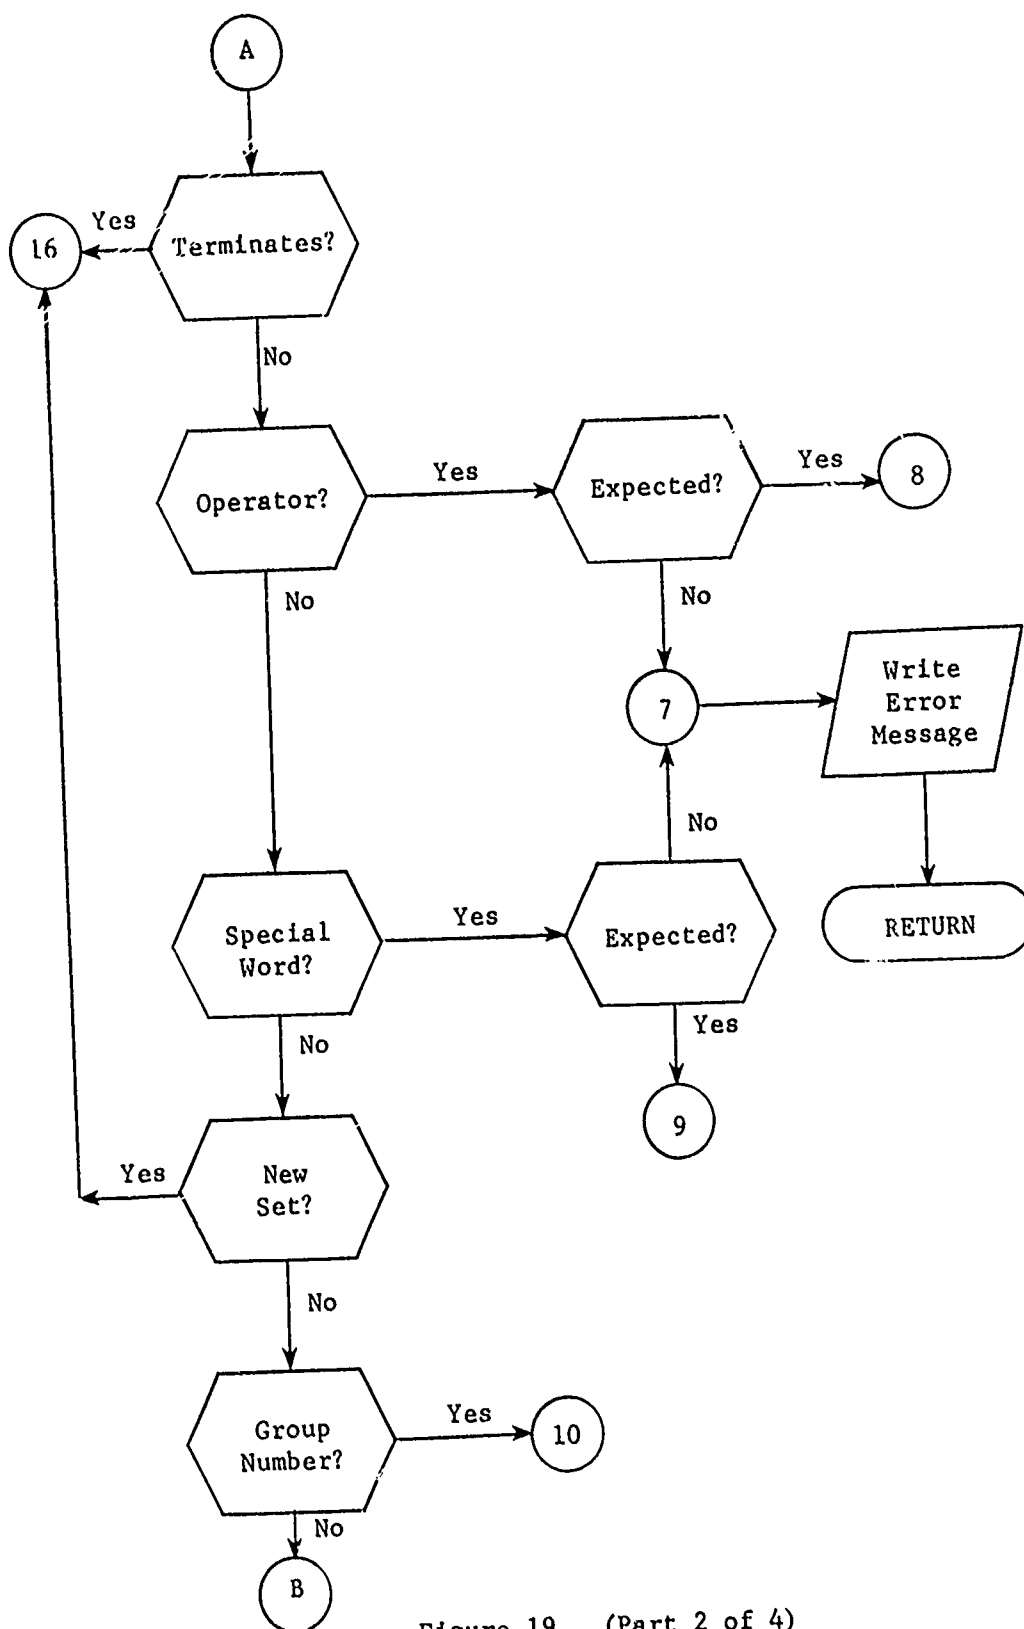 A
Yes
16
Terminates?
No
Operator?
Yes
Expected?
Yes
8
No
No
7
Write
Error
Message
No
Special
Word?
Yes
Expected?
RETURN
No
Yes
9
Yes
New
Set?
No
Group
Number?
Yes
10
No
B
Figure 19 (Part 2 of 4)